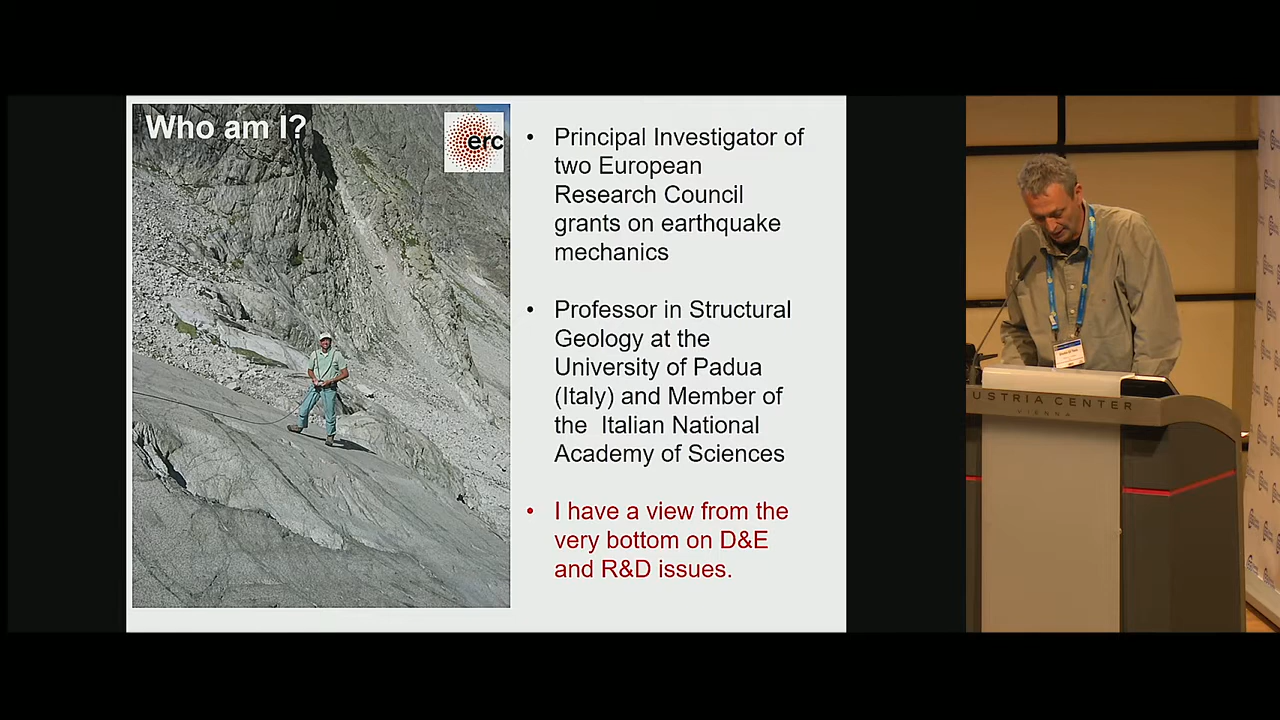 Who am I?
erc
• Principal Investigator of
two European
Research Council
grants on earthquake
mechanics
• Professor in Structural
Geology at the
University of Padua
(Italy) and Member of
the Italian National
Academy of Sciences
• I have a view from the
very bottom on D&E
and R&D issues.
USTRIA CENTER
VIENNA